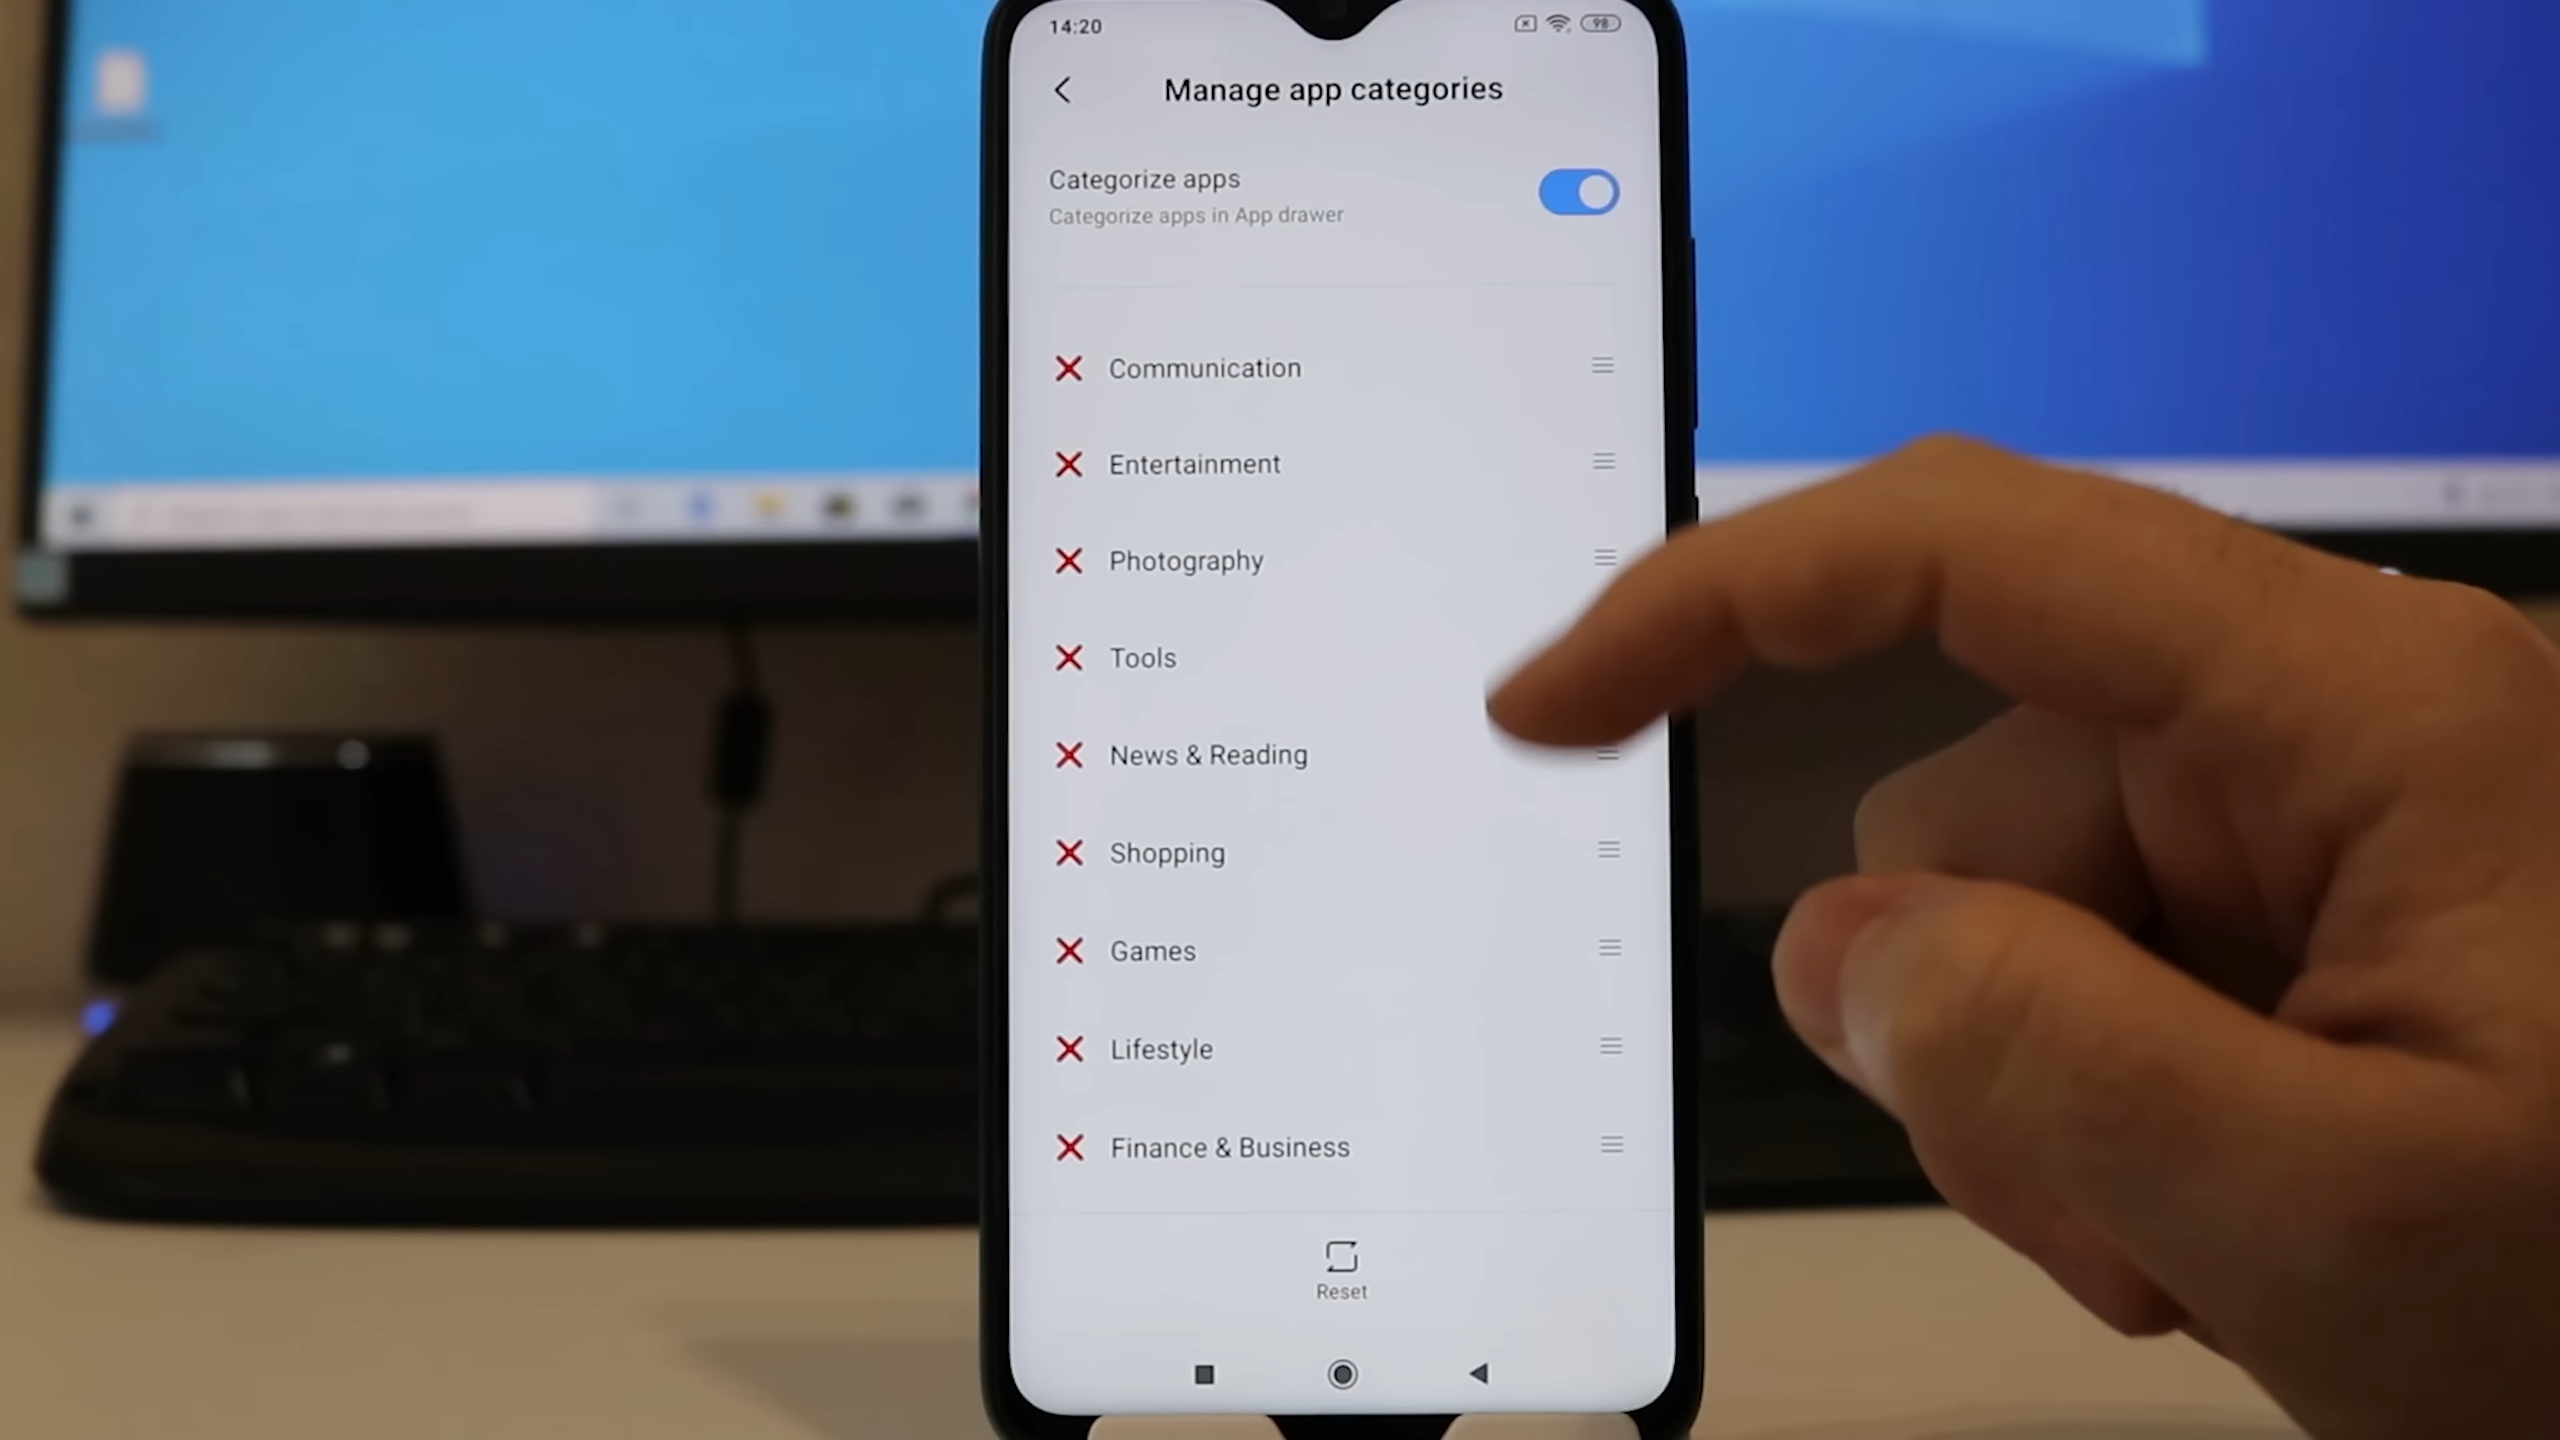 14:20
98
Manage app categories
Categorize apps
Categorize apps in App drawer
Communication
Entertainment
Photography
Tools
News & Reading
Shopping
Games
Lifestyle
Finance & Business
Reset